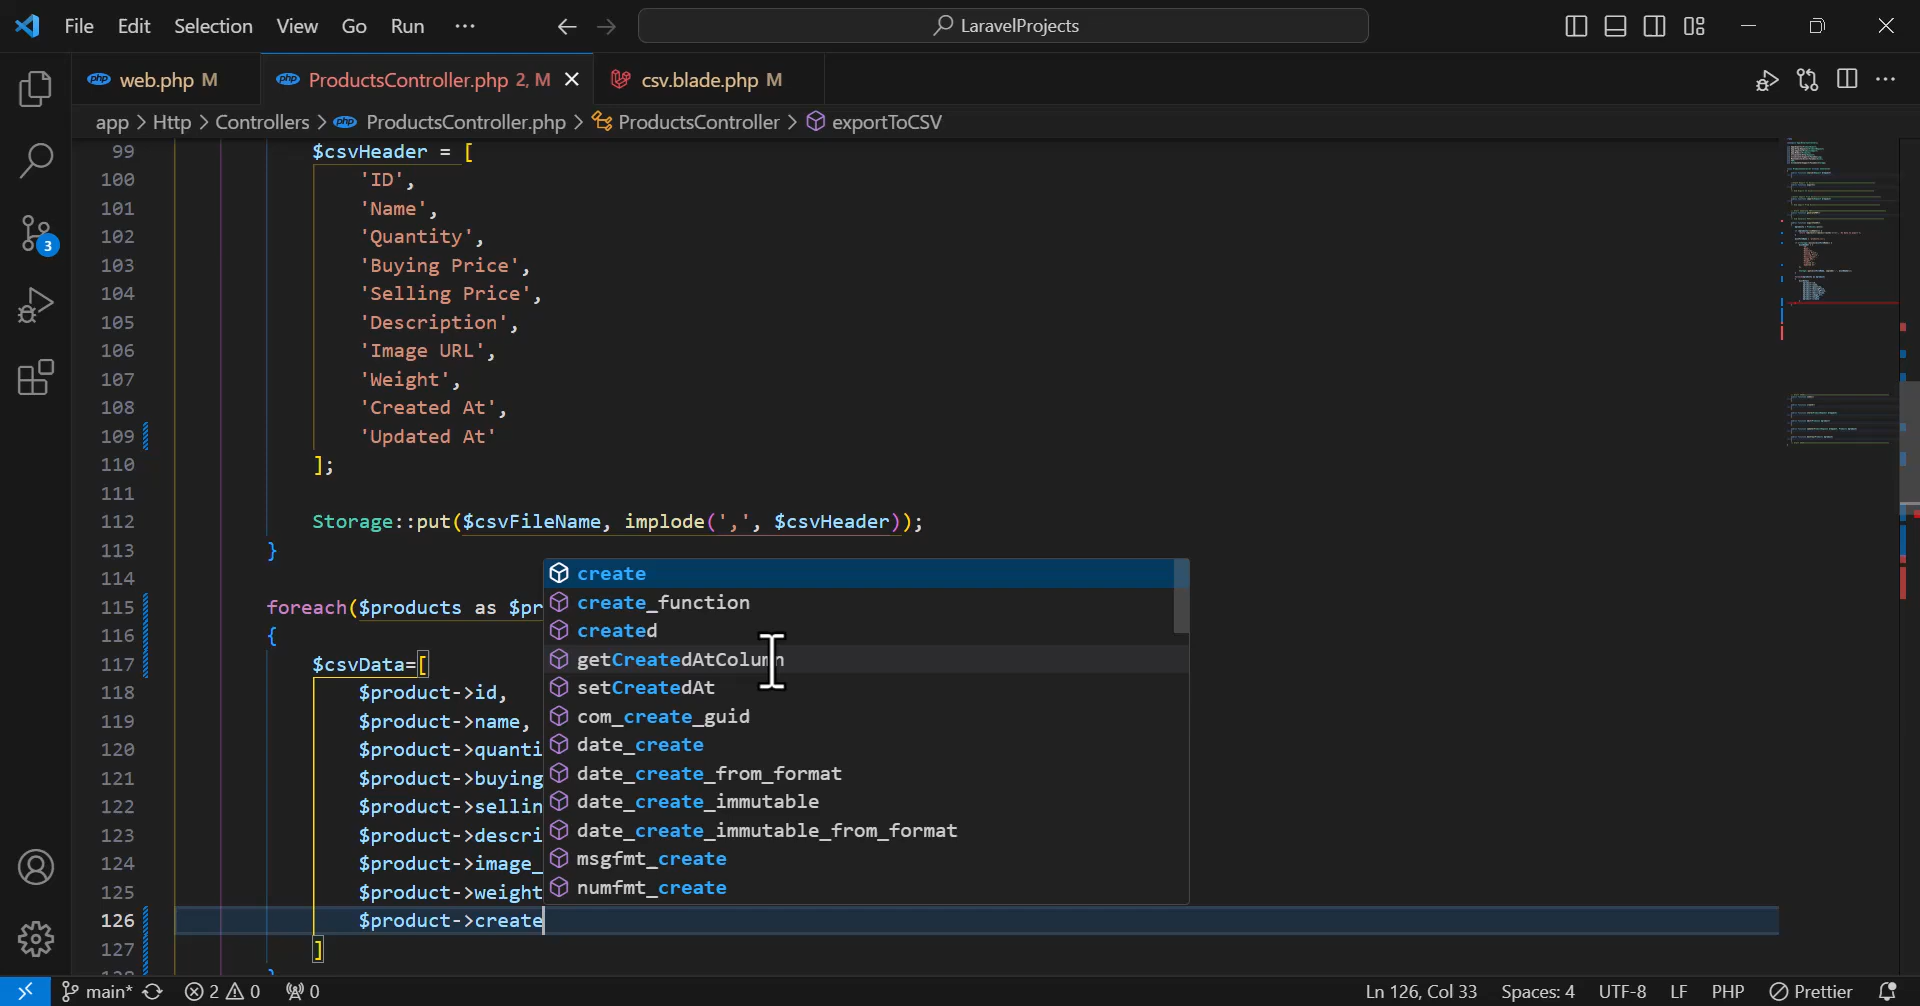 File Edit Selection View Go Run ··· LaravelProjects
web.php M ProductsController.php 2, M csv.blade.php M
app > Http > Controllers > ProductsController.php > ProductsController > exportToCSV
99 $csvHeader = [
100 'ID',
101 'Name',
102 'Quantity',
103 'Buying Price',
104 'Selling Price',
105 'Description',
106 'Image URL',
107 'Weight',
108 'Created At',
109 'Updated At'
110 ];
111
112 Storage::put($csvFileName, implode(',', $csvHeader));
113 }
114
115 foreach($products as $pr
116 {
117 $csvData=[
118 $product->id,
119 $product->name,
120 $product->quanti
121 $product->buying
122 $product->sellin
123 $product->descri
124 $product->image_
125 $product->weight
126 $product->create
127 ]
create
create_function
created
getCreatedAtColumn
setCreatedAt
com_create_guid
date_create
date_create_from_format
date_create_immutable
date_create_immutable_from_format
msgfmt_create
numfmt_create
3
main* 2 0 0 Ln 126, Col 33 Spaces: 4 UTF-8 LF PHP Prettier